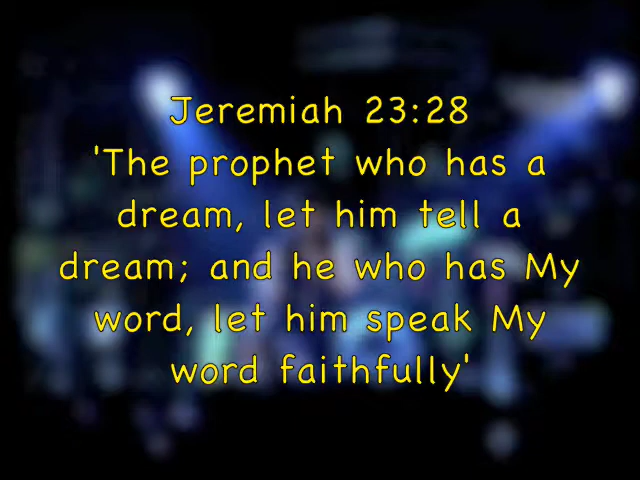 Jeremiah 23:28
'The prophet who has a
dream, let him tell a
dream; and he who has My
word, let him speak My
word faithfully'